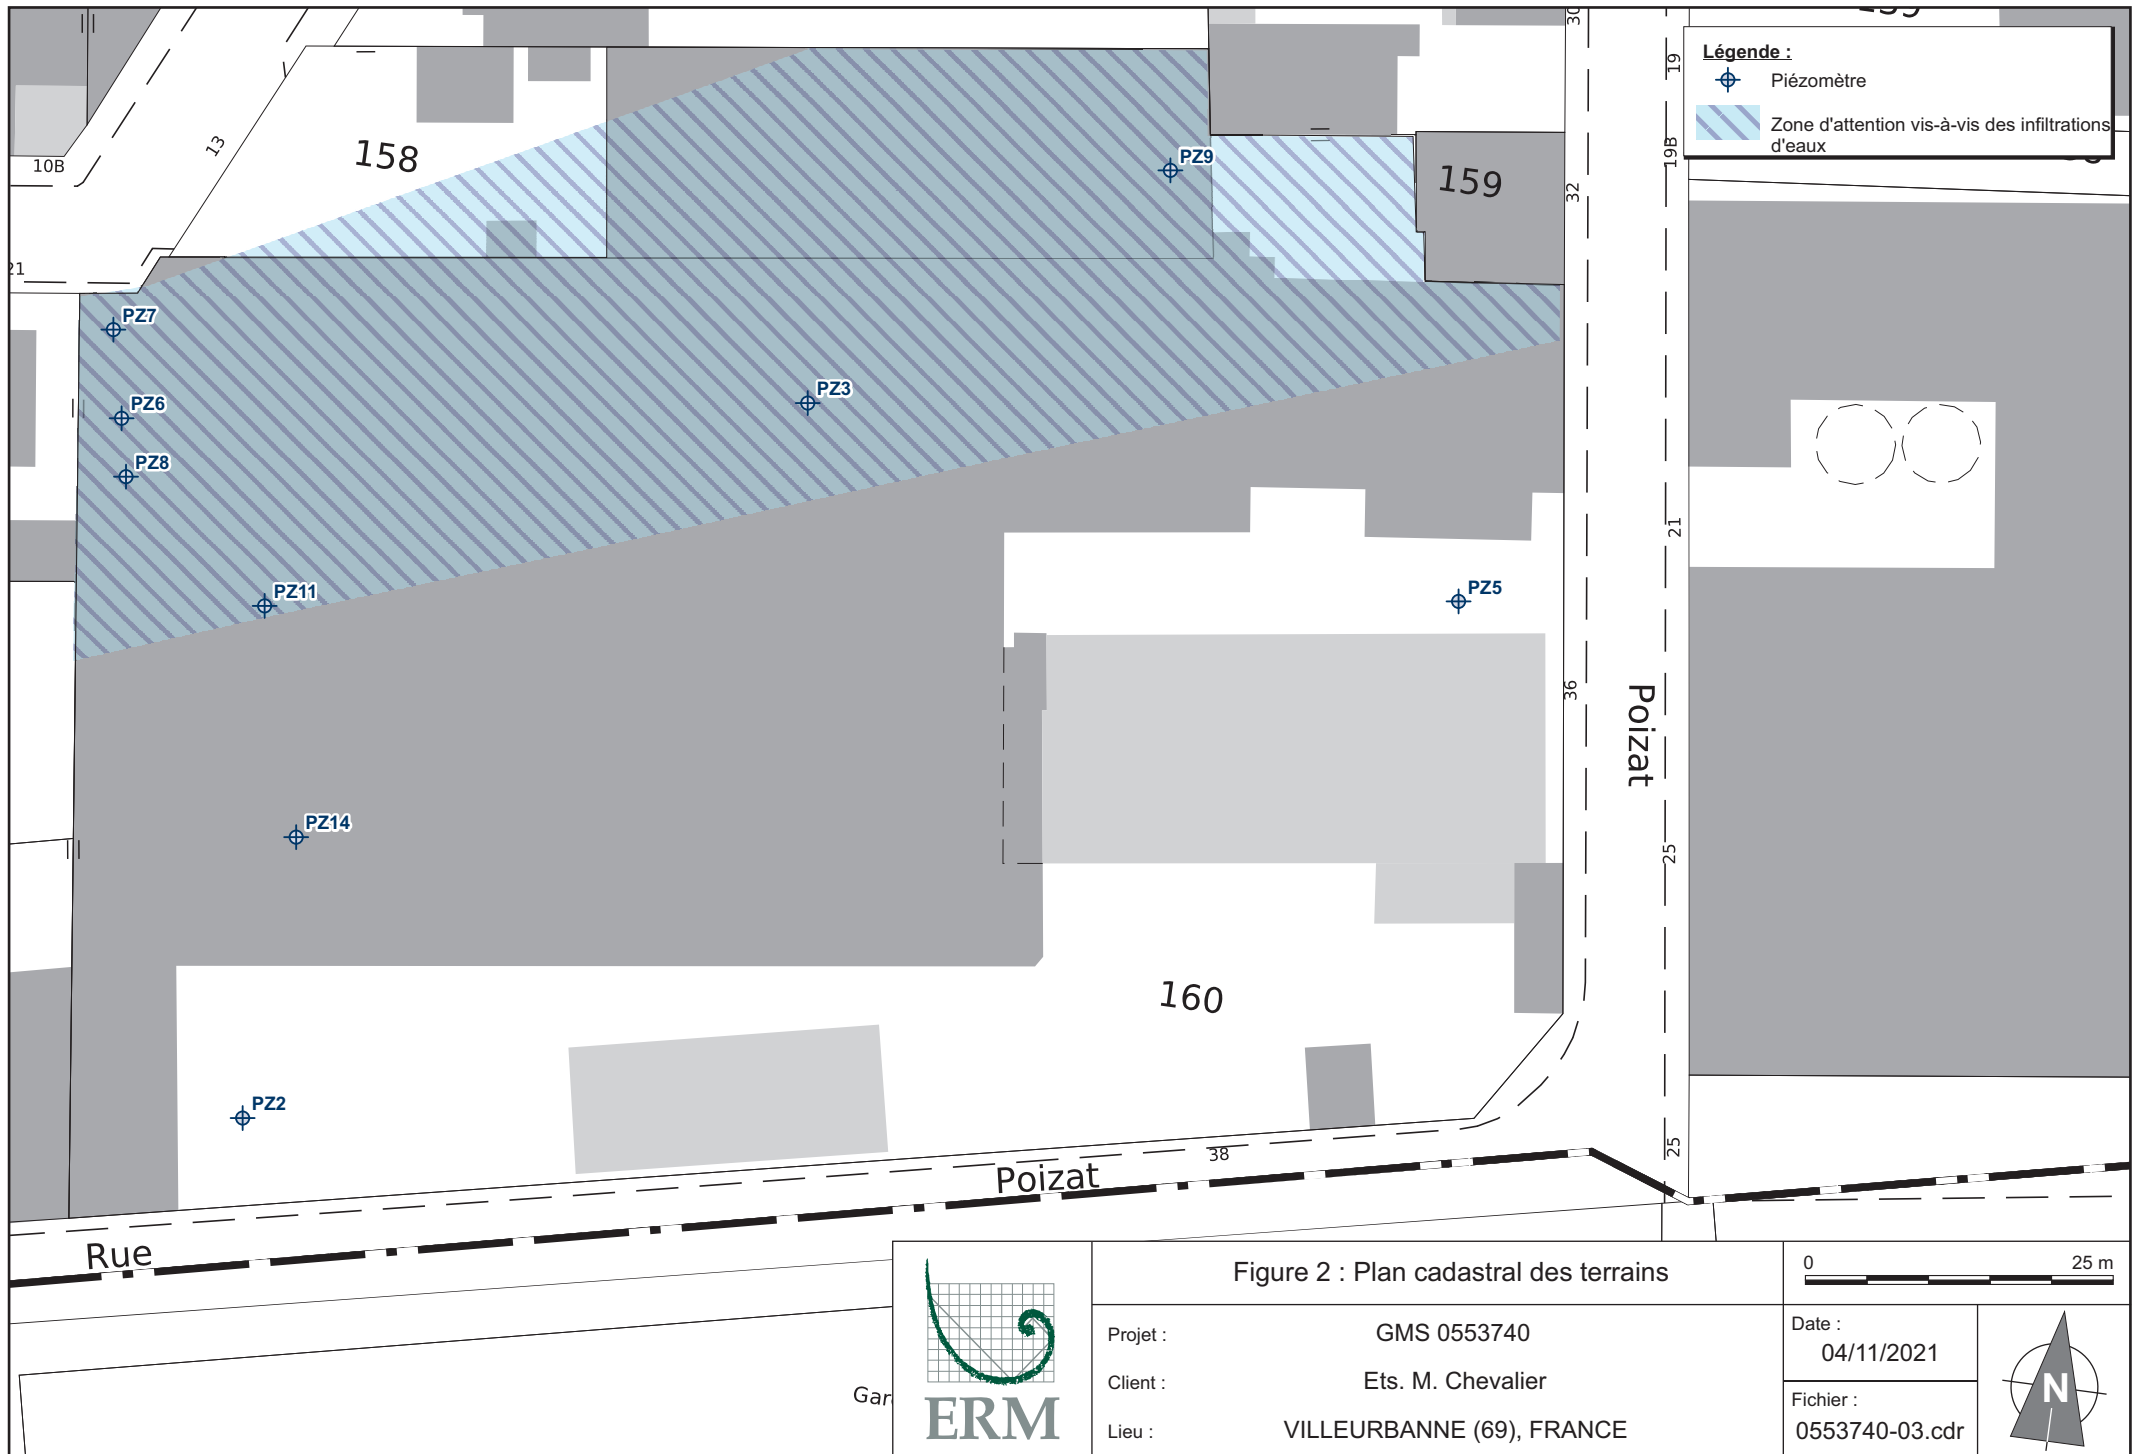 30
19
Légende :
Piézomètre
Zone d'attention vis-à-vis des infiltrations
d'eaux
13
10B
158
PZ9
159
32
19B
21
PZ7
PZ6
PZ3
PZ8
21
PZ11
PZ5
36
Poizat
PZ14
25
160
PZ2
38
25
Poizat
Rue
Figure 2 : Plan cadastral des terrains
0 25 m
Projet : GMS 0553740
Date :
04/11/2021
Client : Ets. M. Chevalier
Fichier :
0553740-03.cdr
Lieu : VILLEURBANNE (69), FRANCE
ERM
N